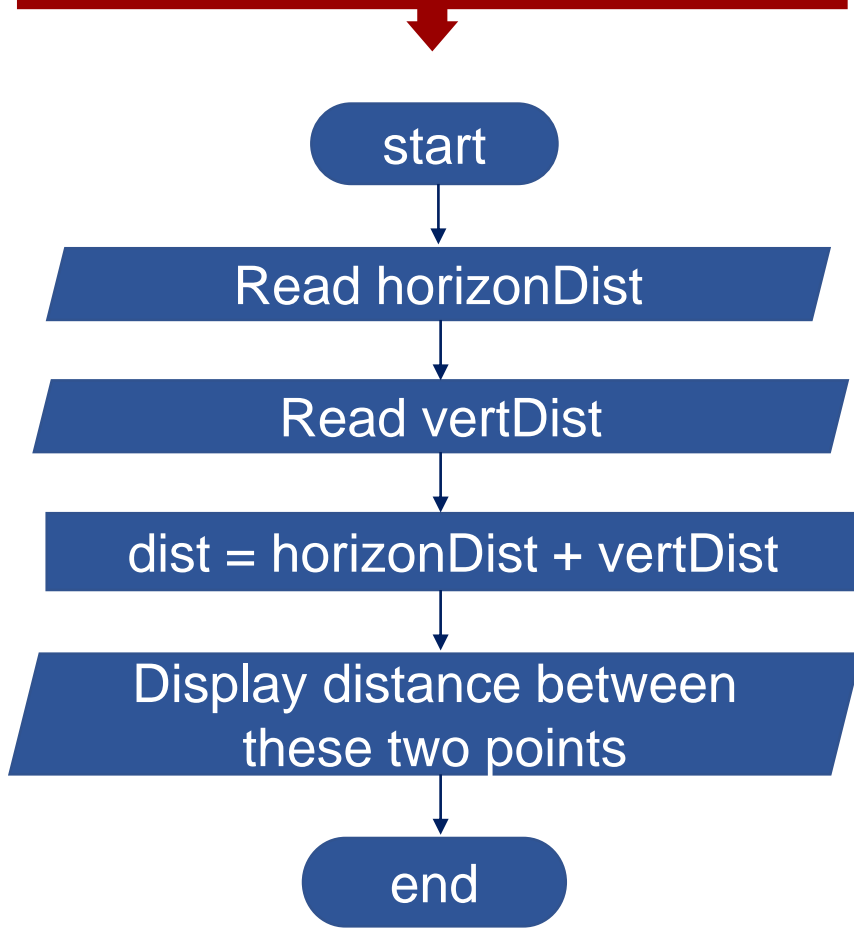 start
Read horizonDist
Read vertDist
dist = horizonDist + vertDist
Display distance between
these two points
end